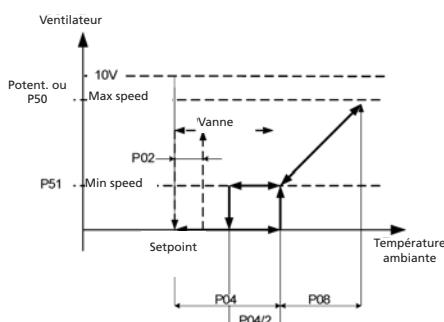 Ventilateur
10V
Potent. ou
P50
Max speed
Vanne
P02
P51
Min speed
Setpoint
Température
ambiante
P04
P08
P04/2